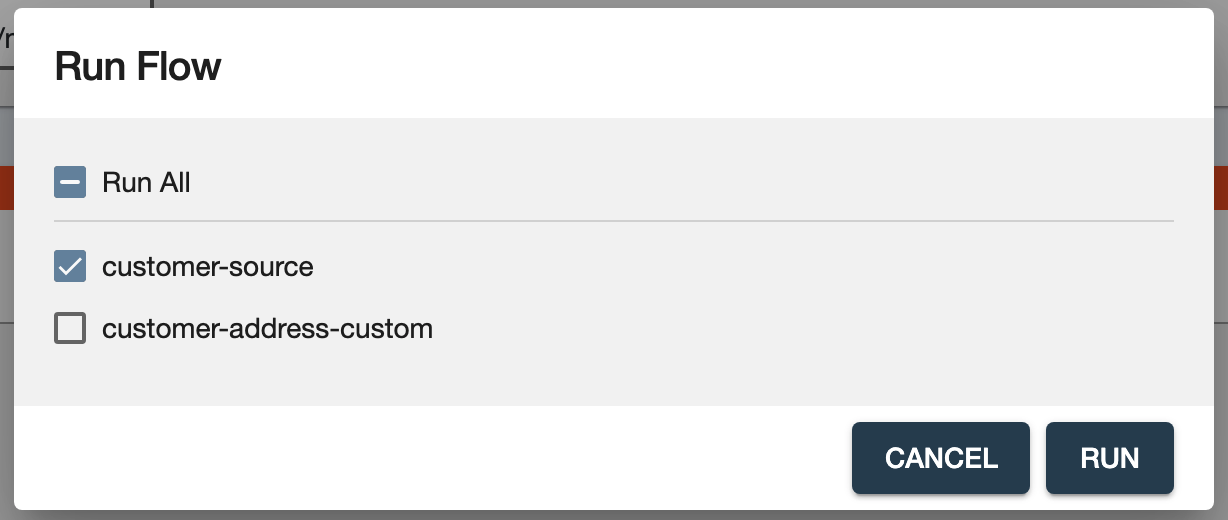 Run Flow
Run All
customer-source
customer-address-custom
CANCEL
RUN